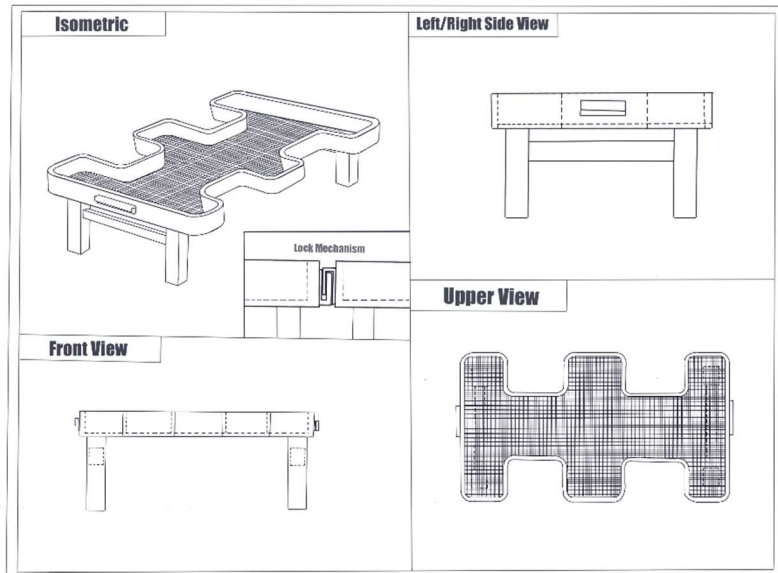 Isometric
Left/Right Side View
Lock Mechanism
Upper View
Front View